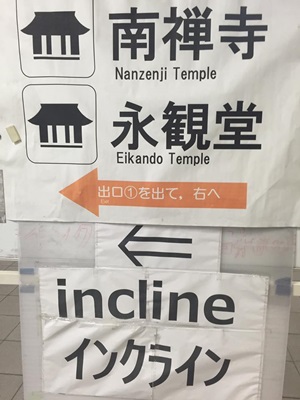 南禅寺
Nanzenji Temple
永観堂
Eikando Temple
出口①を出て，右へ
incline
インクライン